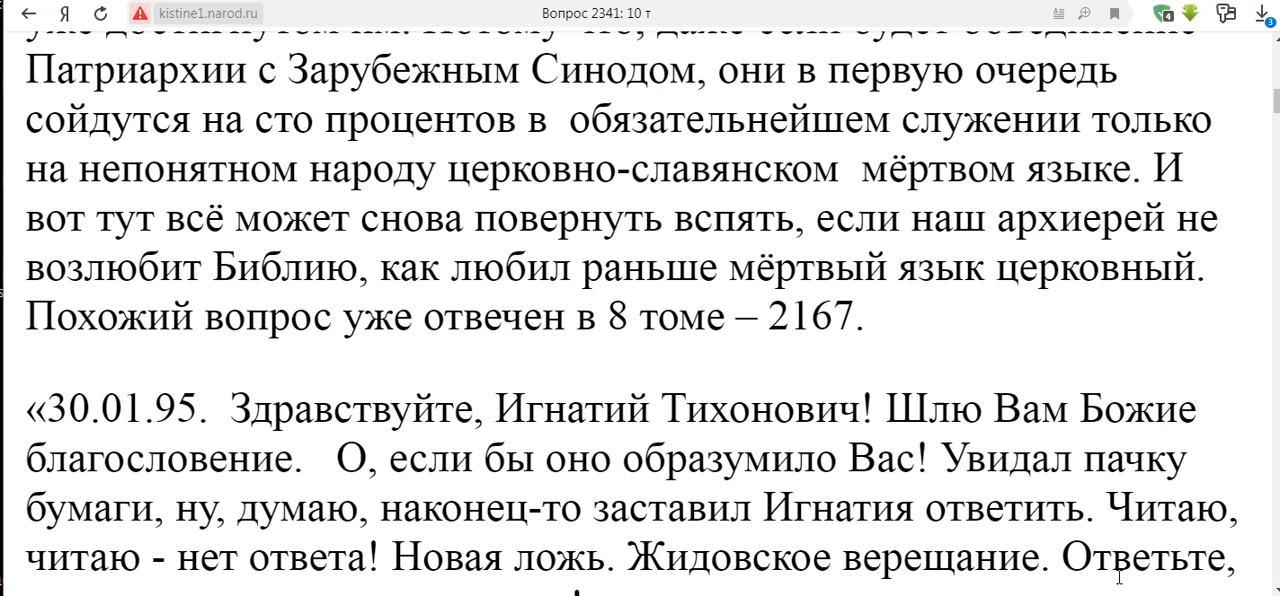 kistine1.narod.ru
Вопрос 2341: 10 т
Патриархии с Зарубежным Синодом, они в первую очередь
сойдутся на сто процентов в обязательнейшем служении только
на непонятном народу церковно-славянском мёртвом языке. И
вот тут всё может снова повернуть вспять, если наш архиерей не
возлюбит Библию, как любил раньше мёртвый язык церковный.
Похожий вопрос уже отвечен в 8 томе – 2167.
«30.01.95. Здравствуйте, Игнатий Тихонович! Шлю Вам Божие
благословение. О, если бы оно образумило Вас! Увидал пачку
бумаги, ну, думаю, наконец-то заставил Игнатия ответить. Читаю,
читаю - нет ответа! Новая ложь. Жидовское верещание. Ответьте,